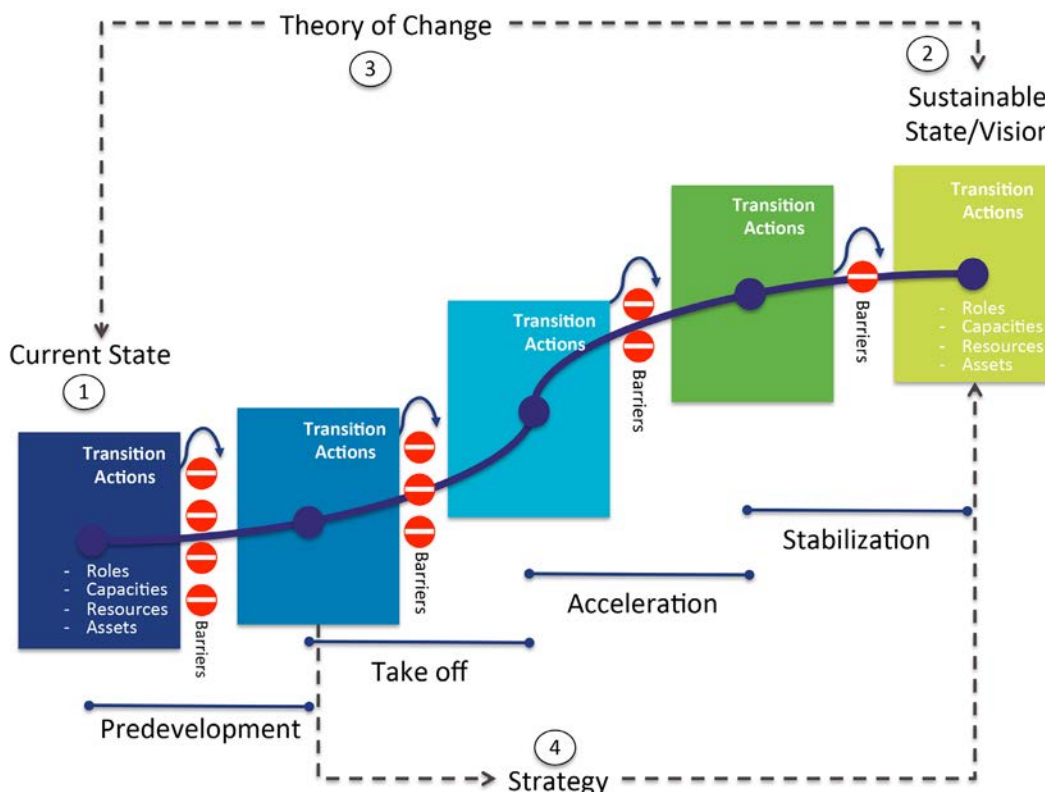 Theory of Change
3
2
Sustainable
State/Vision
Current State
1
Transition
Actions
- Roles
- Capacities
- Resources
- Assets
Barriers
Transition
Actions
Barriers
Transition
Actions
Barriers
Transition
Actions
Barriers
Transition
Actions
- Roles
- Capacities
- Resources
- Assets
Stabilization
Acceleration
Take off
Predevelopment
4
Strategy